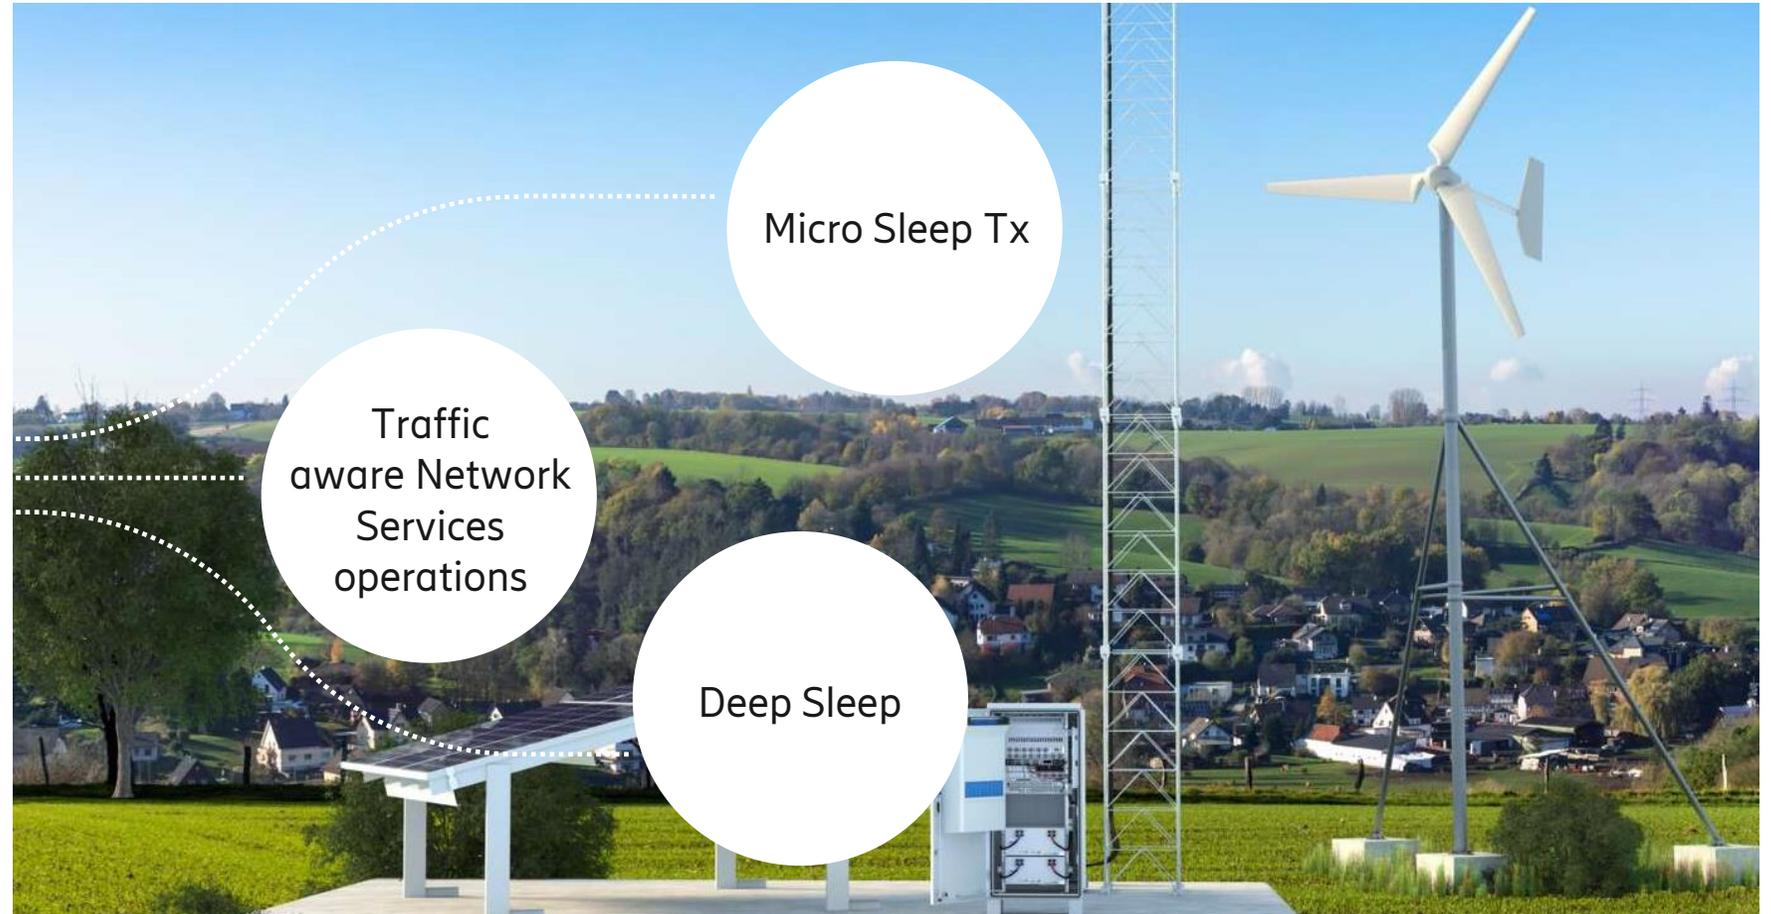 Micro Sleep Tx
Traffic
aware Network
Services
operations
Deep Sleep